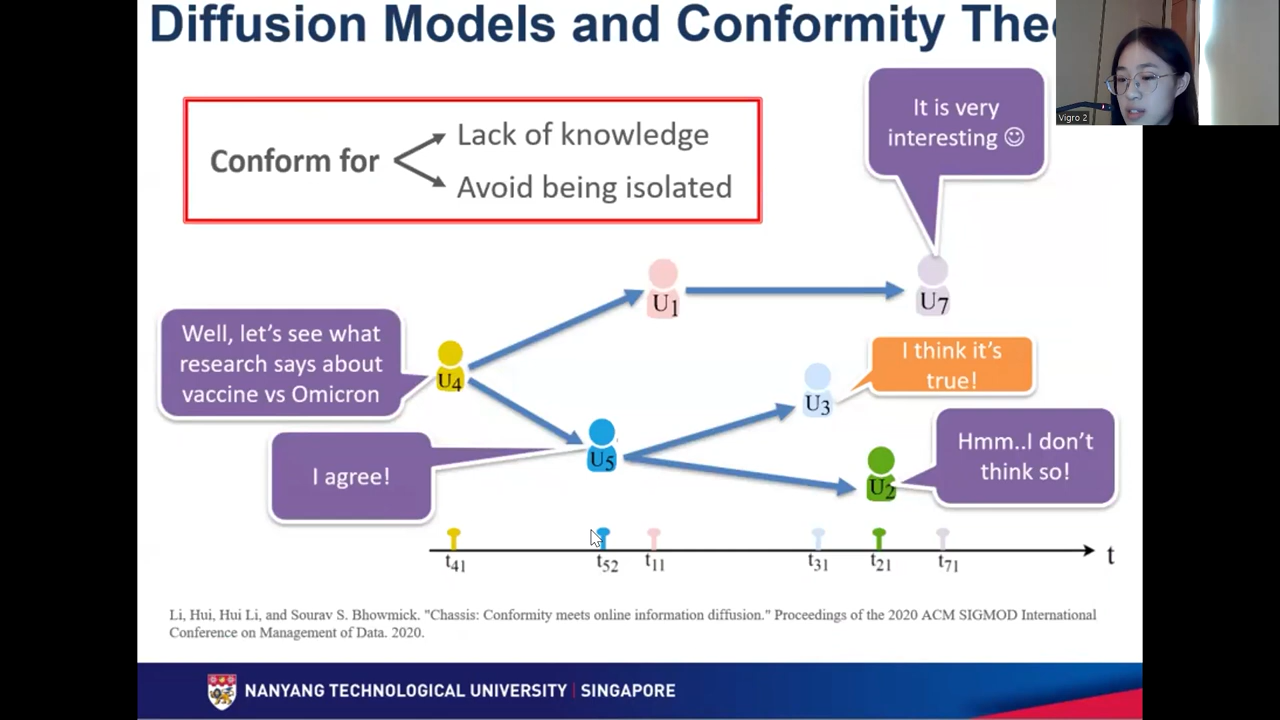 Diffusion Models and Conformity The
Vigro 2
Conform for
Lack of knowledge
Avoid being isolated
It is very
interesting ☺
U1
U7
Well, let's see what
research says about
vaccine vs Omicron
U4
I think it's
true!
U3
I agree!
U5
Hmm..I don't
think so!
U2
t41
t52
t11
t31
t21
t71
t
Li, Hui, Hui Li, and Sourav S. Bhowmick. "Chassis: Conformity meets online information diffusion." Proceedings of the 2020 ACM SIGMOD International
Conference on Management of Data. 2020.
NANYANG TECHNOLOGICAL UNIVERSITY | SINGAPORE